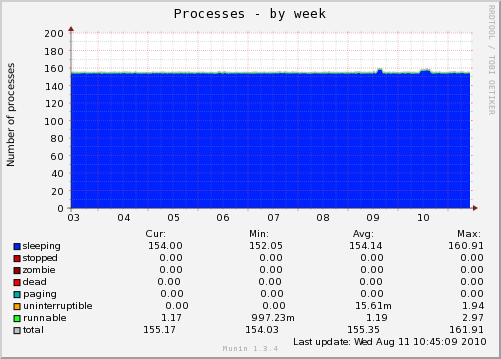 Processes - by week
RRDTOOL / TOBI OETIKER
Number of processes
200
180
160
140
120
100
80
60
40
20
0
03 04 05 06 07 08 09 10
Cur: Min: Avg: Max:
sleeping 154.00 152.05 154.14 160.91
stopped 0.00 0.00 0.00 0.00
zombie 0.00 0.00 0.00 0.00
dead 0.00 0.00 0.00 0.00
paging 0.00 0.00 0.00 0.00
uninterruptible 0.00 0.00 15.61m 1.94
runnable 1.17 997.23m 1.19 2.97
total 155.17 154.03 155.35 161.91
Last update: Wed Aug 11 10:45:09 2010
Munin 1.3.4